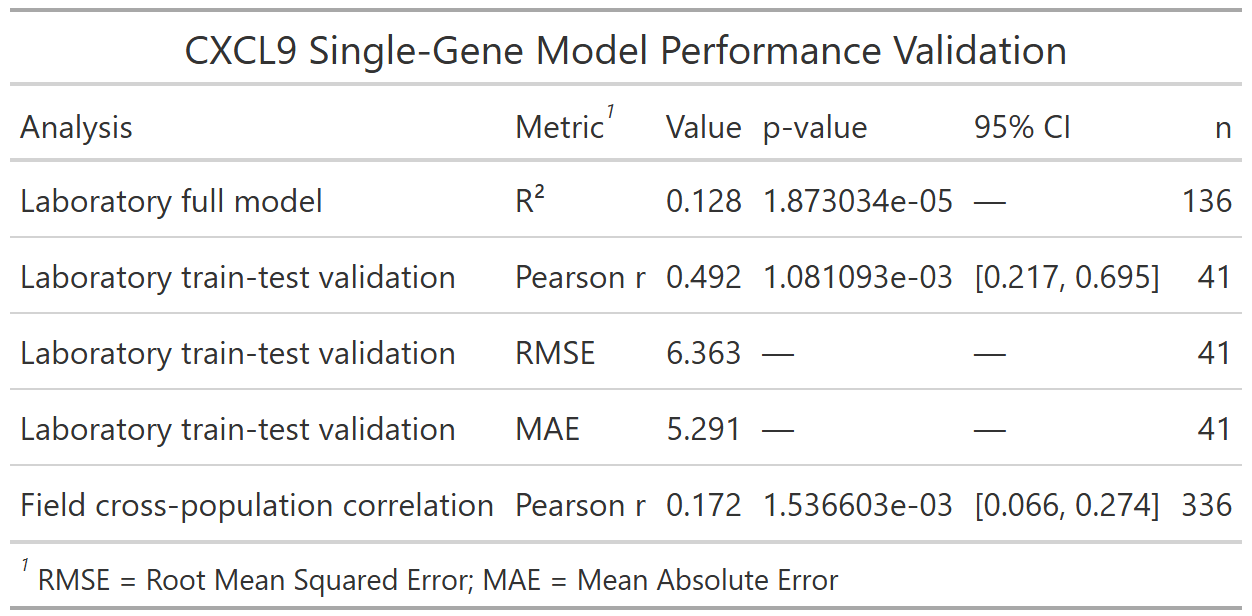 CXCL9 Single-Gene Model Performance Validation
Analysis Metric¹ Value p-value 95% CI n
Laboratory full model R² 0.128 1.873034e-05 — 136
Laboratory train-test validation Pearson r 0.492 1.081093e-03 [0.217, 0.695] 41
Laboratory train-test validation RMSE 6.363 — — 41
Laboratory train-test validation MAE 5.291 — — 41
Field cross-population correlation Pearson r 0.172 1.536603e-03 [0.066, 0.274] 336
¹ RMSE = Root Mean Squared Error; MAE = Mean Absolute Error